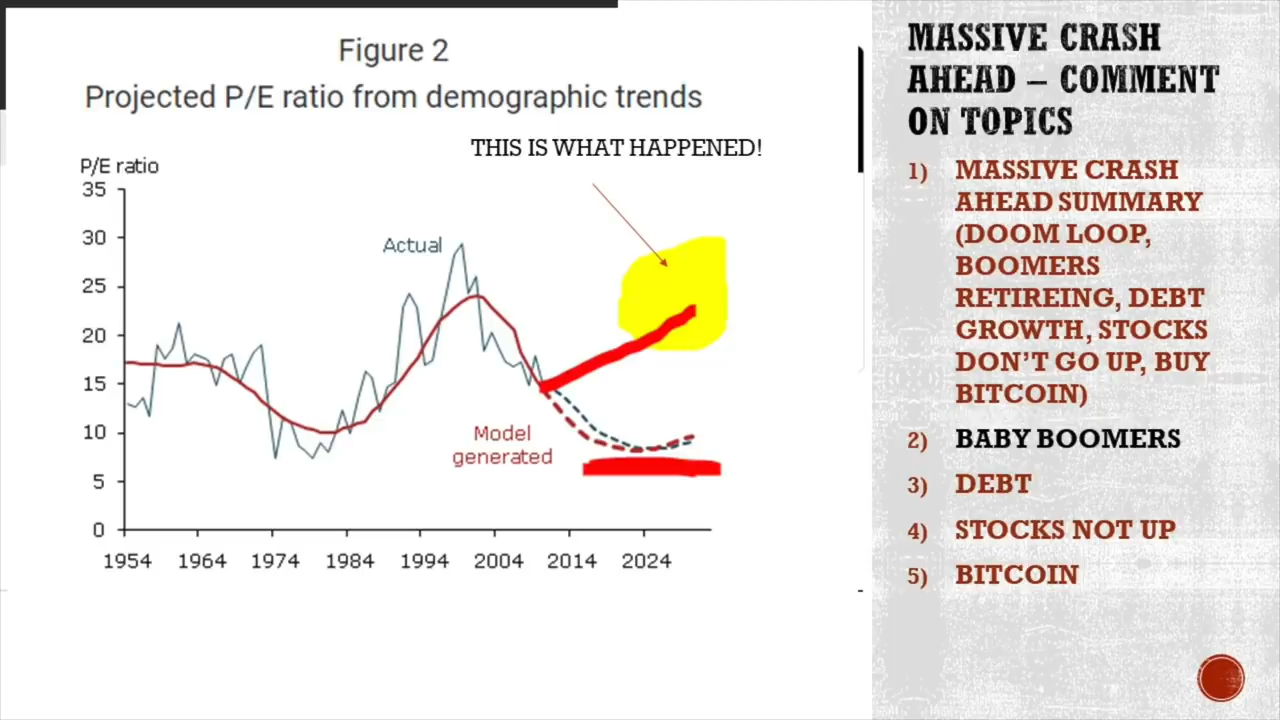 Figure 2
Projected P/E ratio from demographic trends
THIS IS WHAT HAPPENED!
P/E ratio
35
30
25
20
15
10
5
0
Actual
Model
generated
1954 1964 1974 1984 1994 2004 2014 2024
MASSIVE CRASH
AHEAD – COMMENT
ON TOPICS
1) MASSIVE CRASH
AHEAD SUMMARY
(DOOM LOOP,
BOOMERS
RETIREING, DEBT
GROWTH, STOCKS
DON'T GO UP, BUY
BITCOIN)
2) BABY BOOMERS
3) DEBT
4) STOCKS NOT UP
5) BITCOIN